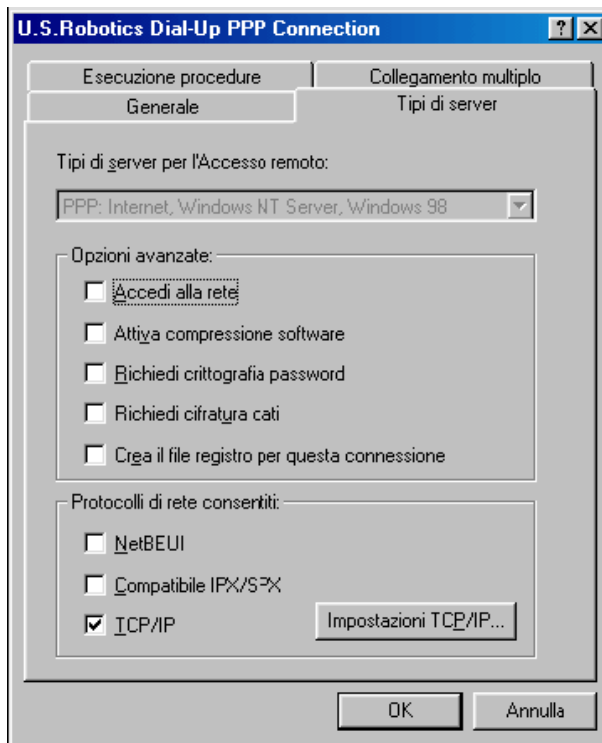 U.S.Robotics Dial-Up PPP Connection
Esecuzione procedure
Collegamento multiplo
Generale
Tipi di server
Tipi di server per l'Accesso remoto:
PPP: Internet, Windows NT Server, Windows 98
Opzioni avanzate:
Accedi alla rete
Attiva compressione software
Richiedi crittografia password
Richiedi cifratura cati
Crea il file registro per questa connessione
Protocolli di rete consentiti:
NetBEUI
Compatibile IPX/SPX
TCP/IP
Impostazioni TCP/IP...
OK
Annulla